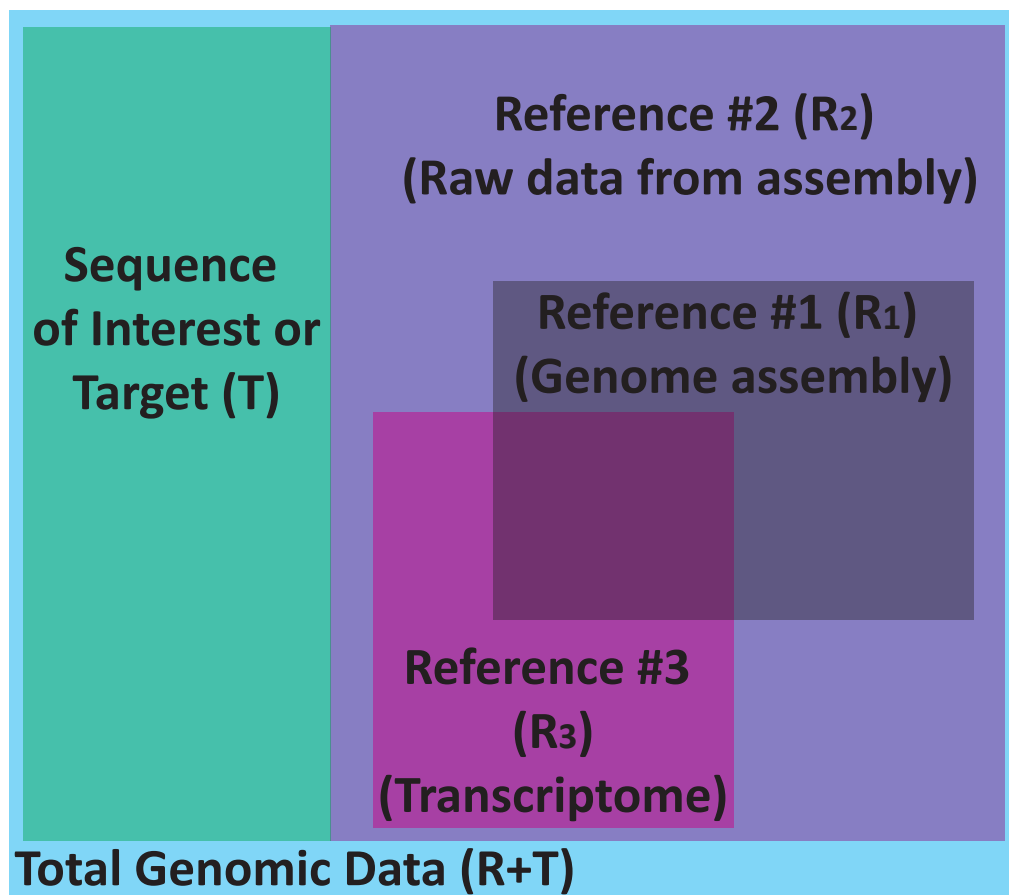 Sequence
of Interest or
Target (T)
Reference #2 (R₂)
(Raw data from assembly)
Reference #1 (R₁)
(Genome assembly)
Reference #3
(R₃)
(Transcriptome)
Total Genomic Data (R+T)